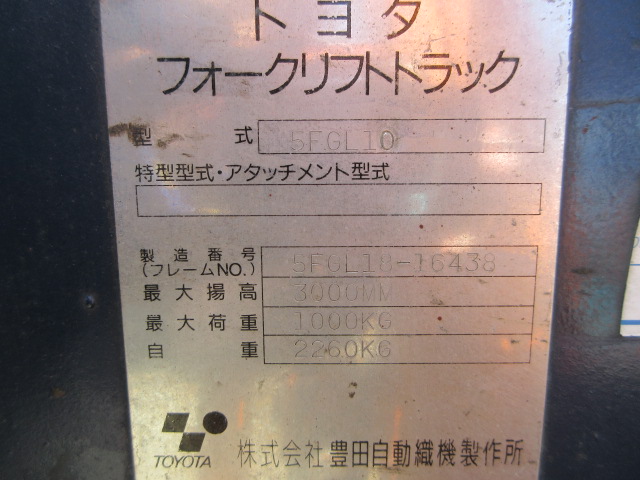 トヨタ
フォークリフトトラック
型 式 5FGL10
特型型式・アタッチメント型式
製造番号 5FGL18-16438
(フレームNO.)
最大揚高 3000MM
最大荷重 1000KG
自 重 2260KG
TOYOTA 株式会社 豊田自動織機製作所